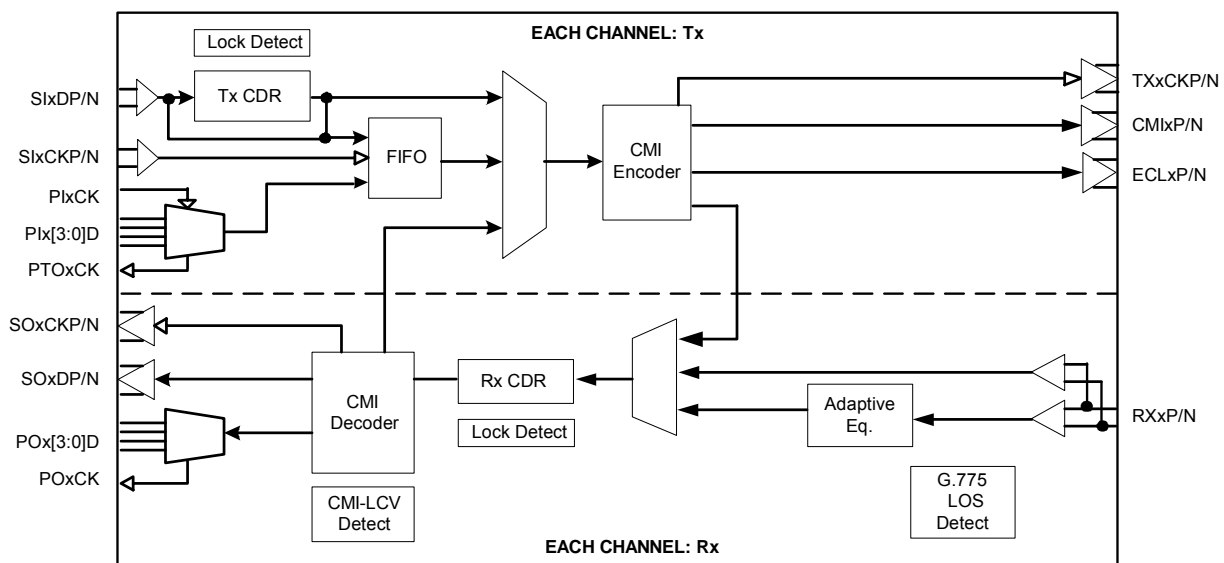 EACH CHANNEL: Tx
Lock Detect
SIxDP/N
Tx CDR
TXxCKP/N
CMIxP/N
SIxCKP/N
FIFO
CMI
Encoder
ECLxP/N
PIxCK
PIx[3:0]D
PTOxCK
SOxCKP/N
SOxDP/N
CMI
Decoder
Rx CDR
Lock Detect
Adaptive
Eq.
RXxP/N
POx[3:0]D
POxCK
CMI-LCV
Detect
G.775
LOS
Detect
EACH CHANNEL: Rx